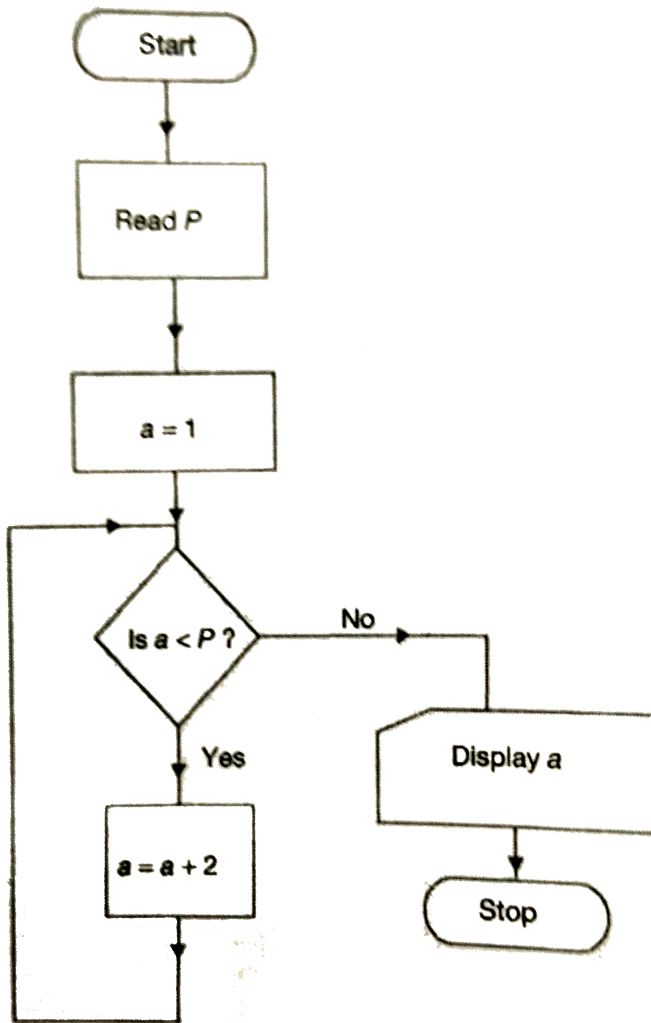 Start
Read P
a = 1
Is a < P ?
No
Yes
Display a
a = a + 2
Stop